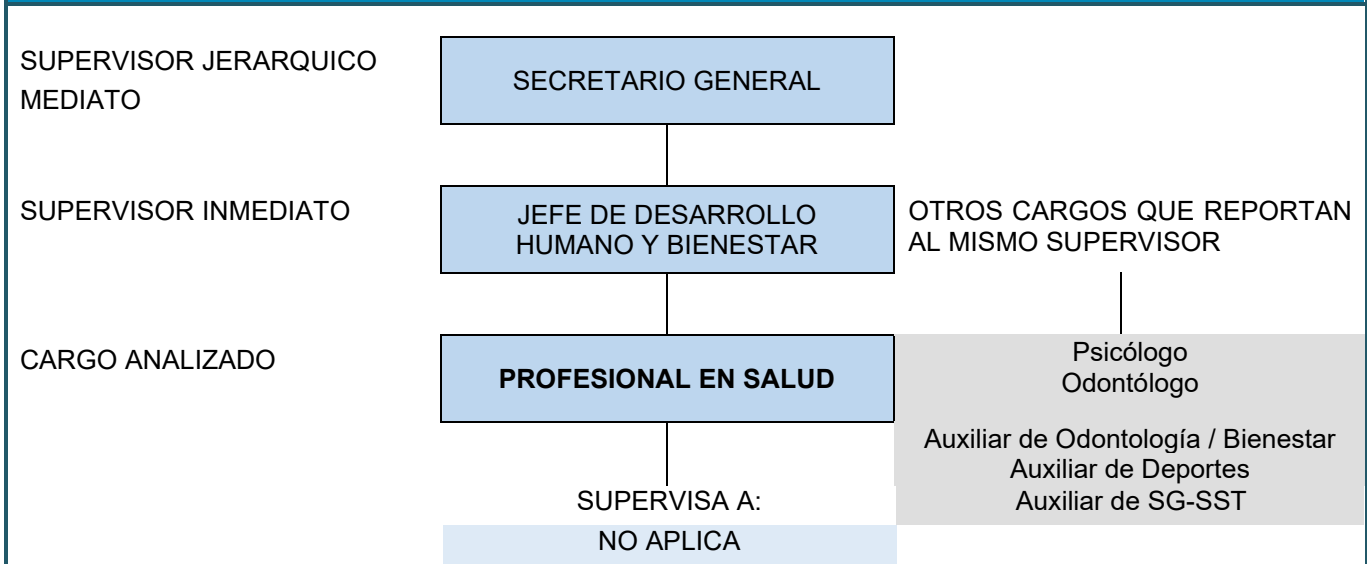 SUPERVISOR JERARQUICO
MEDIATO
SECRETARIO GENERAL
SUPERVISOR INMEDIATO
JEFE DE DESARROLLO
HUMANO Y BIENESTAR
OTROS CARGOS QUE REPORTAN
AL MISMO SUPERVISOR
CARGO ANALIZADO
PROFESIONAL EN SALUD
Psicólogo
Odontólogo
Auxiliar de Odontología / Bienestar
Auxiliar de Deportes
Auxiliar de SG-SST
SUPERVISA A:
NO APLICA